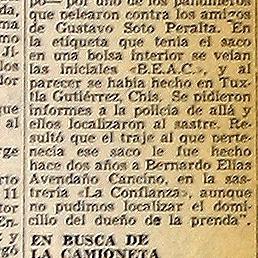 po— por uno de los pandilleros
que pelearon contra los amigos
de Gustavo Soto Peralta. En
la etiqueta que tenía el saco
en una bolsa interior se veían
las iniciales «B.E.A.C.», y al
parecer se había hecho en Tux-
tla Gutiérrez, Chis. Se pidieron
informes a la policía de allá y
ellos localizaron al sastre. Re-
sultó que el traje al que perte-
necía ese saco le fue hecho
hace dos años a Bernardo Elías
Avendaño Carcino, en la sas-
trería «La Confianza», aunque
no pudimos localizar el domi-
cilio del dueño de la prenda".
EN BUSCA DE
LA CAMIONETA